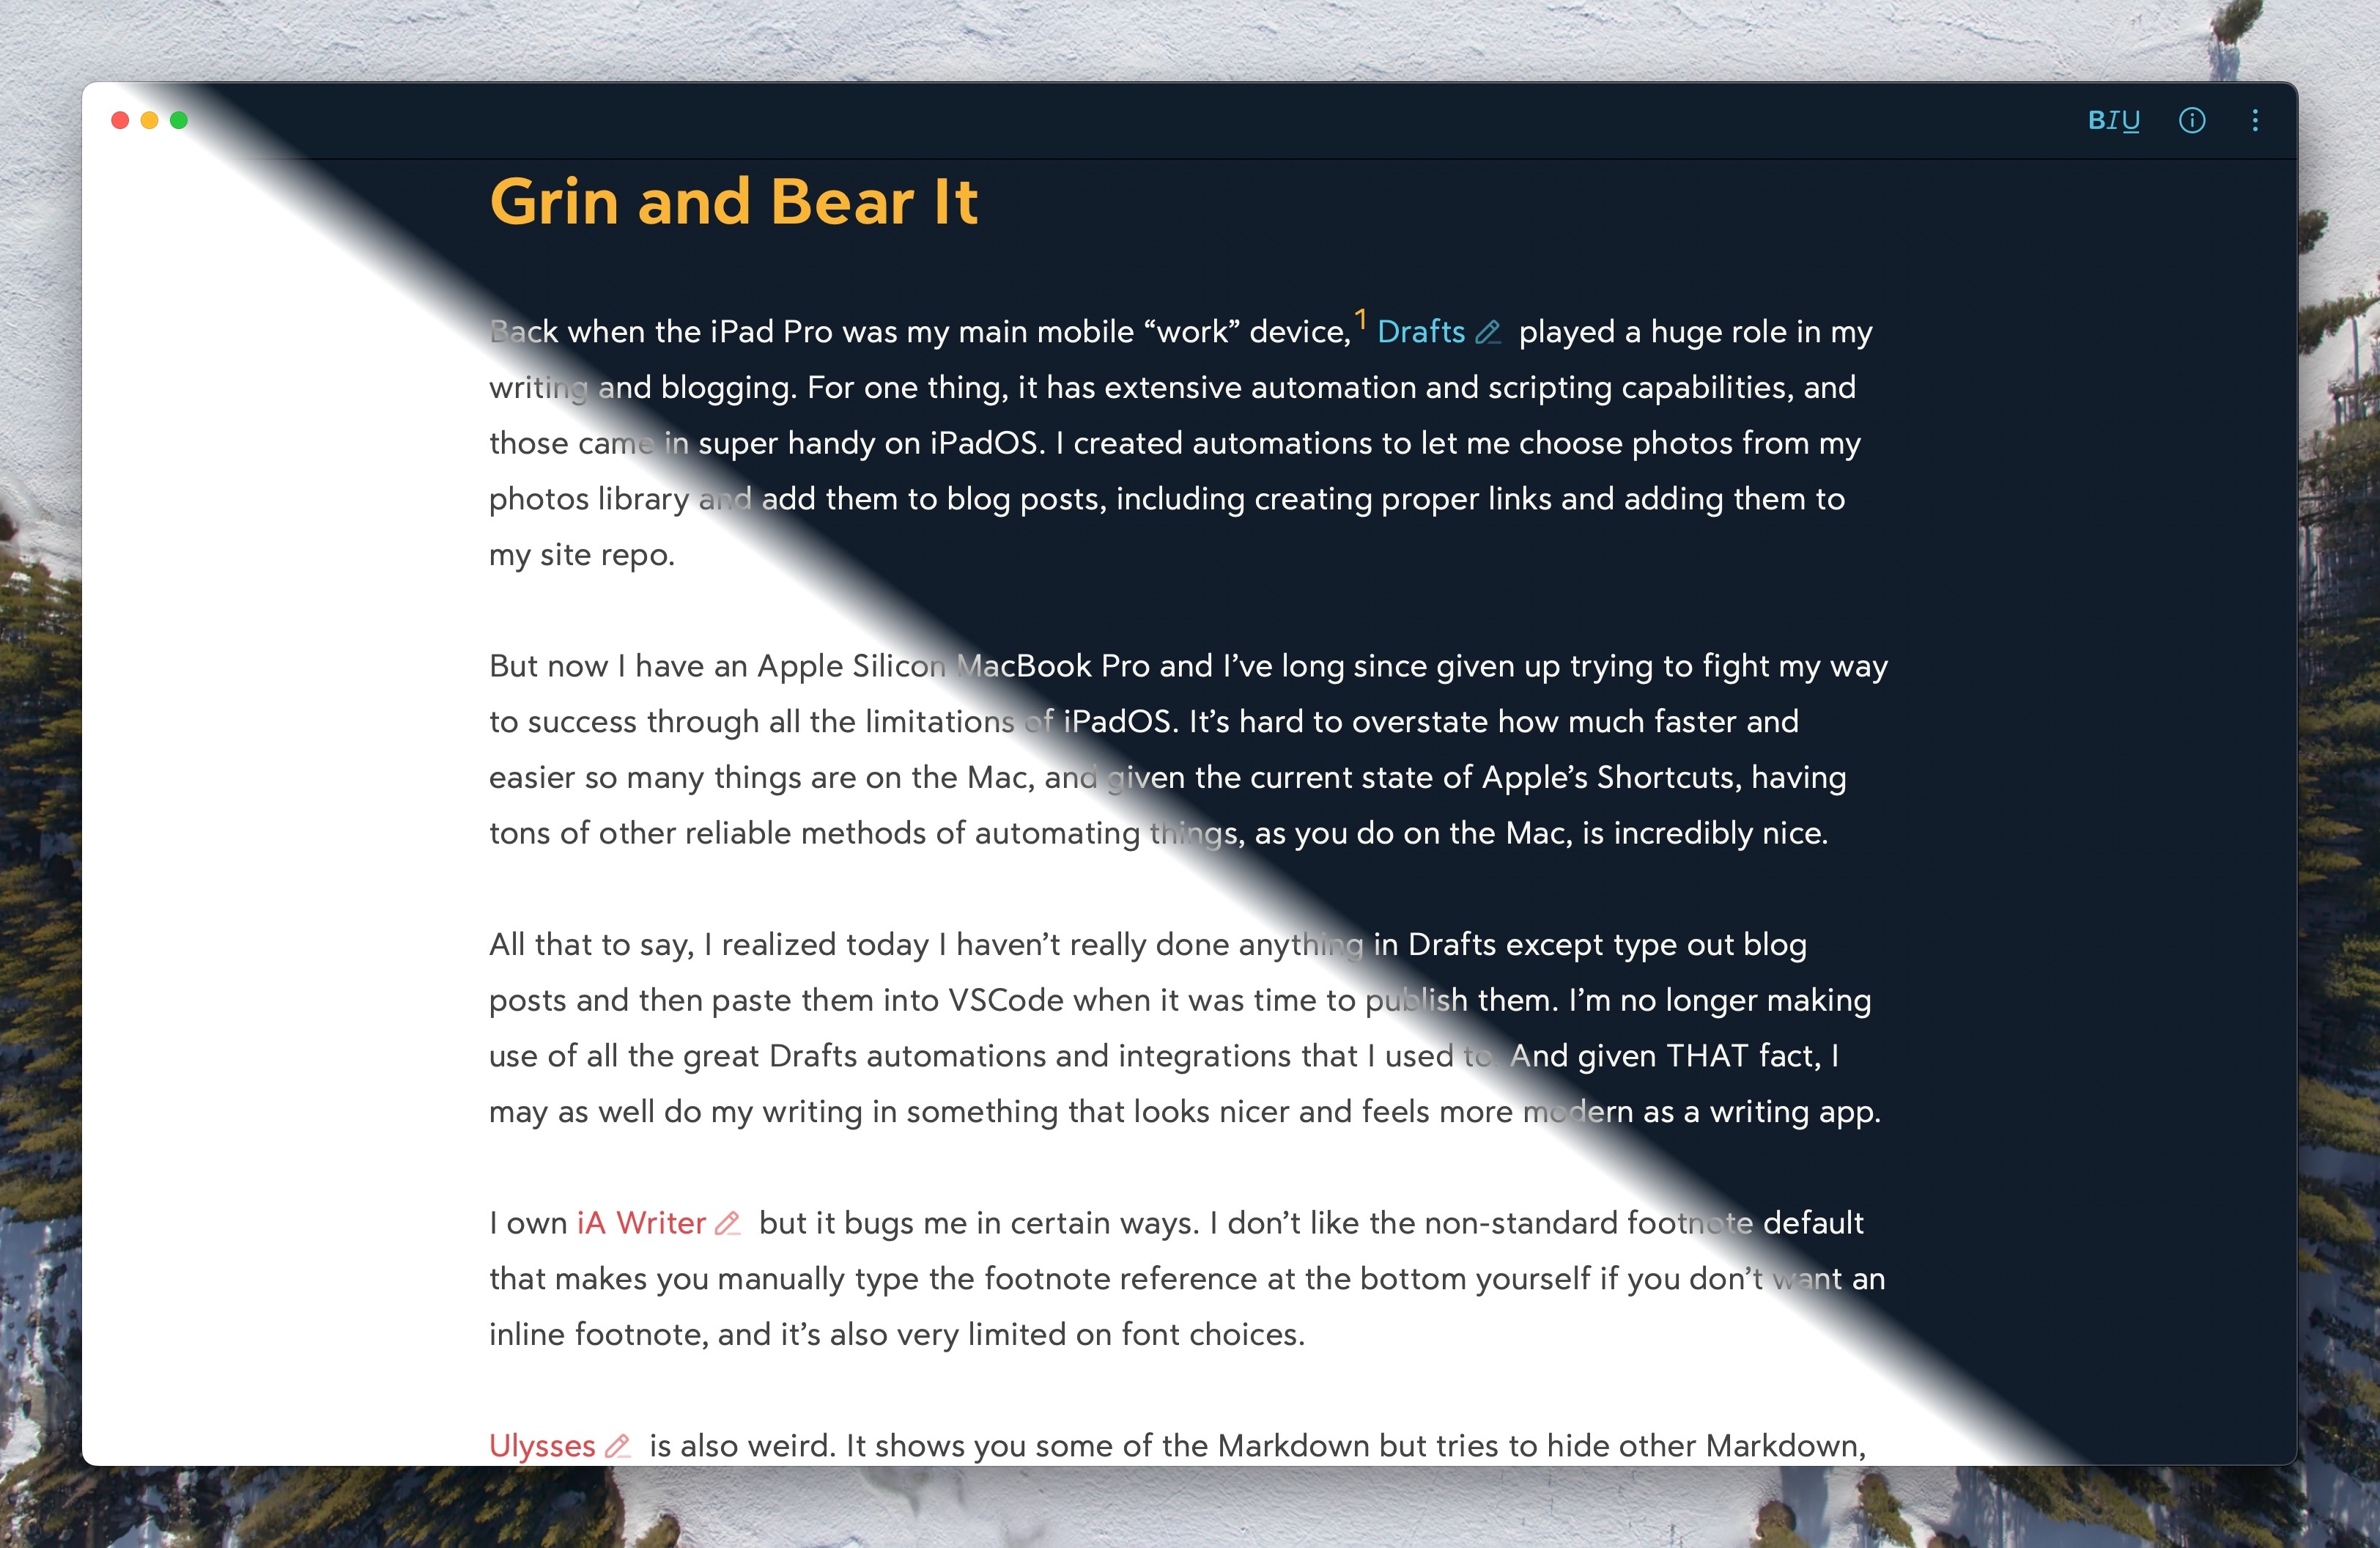 BIU
Grin and Bear It
Back when the iPad Pro was my main mobile “work” device,1 Drafts played a huge role in my
writing and blogging. For one thing, it has extensive automation and scripting capabilities, and
those came in super handy on iPadOS. I created automations to let me choose photos from my
photos library and add them to blog posts, including creating proper links and adding them to
my site repo.
But now I have an Apple Silicon MacBook Pro and I’ve long since given up trying to fight my way
to success through all the limitations of iPadOS. It’s hard to overstate how much faster and
easier so many things are on the Mac, and given the current state of Apple’s Shortcuts, having
tons of other reliable methods of automating things, as you do on the Mac, is incredibly nice.
All that to say, I realized today I haven’t really done anything in Drafts except type out blog
posts and then paste them into VSCode when it was time to publish them. I’m no longer making
use of all the great Drafts automations and integrations that I used to. And given THAT fact, I
may as well do my writing in something that looks nicer and feels more modern as a writing app.
I own iA Writer but it bugs me in certain ways. I don’t like the non-standard footnote default
that makes you manually type the footnote reference at the bottom yourself if you don’t want an
inline footnote, and it’s also very limited on font choices.
Ulysses is also weird. It shows you some of the Markdown but tries to hide other Markdown,